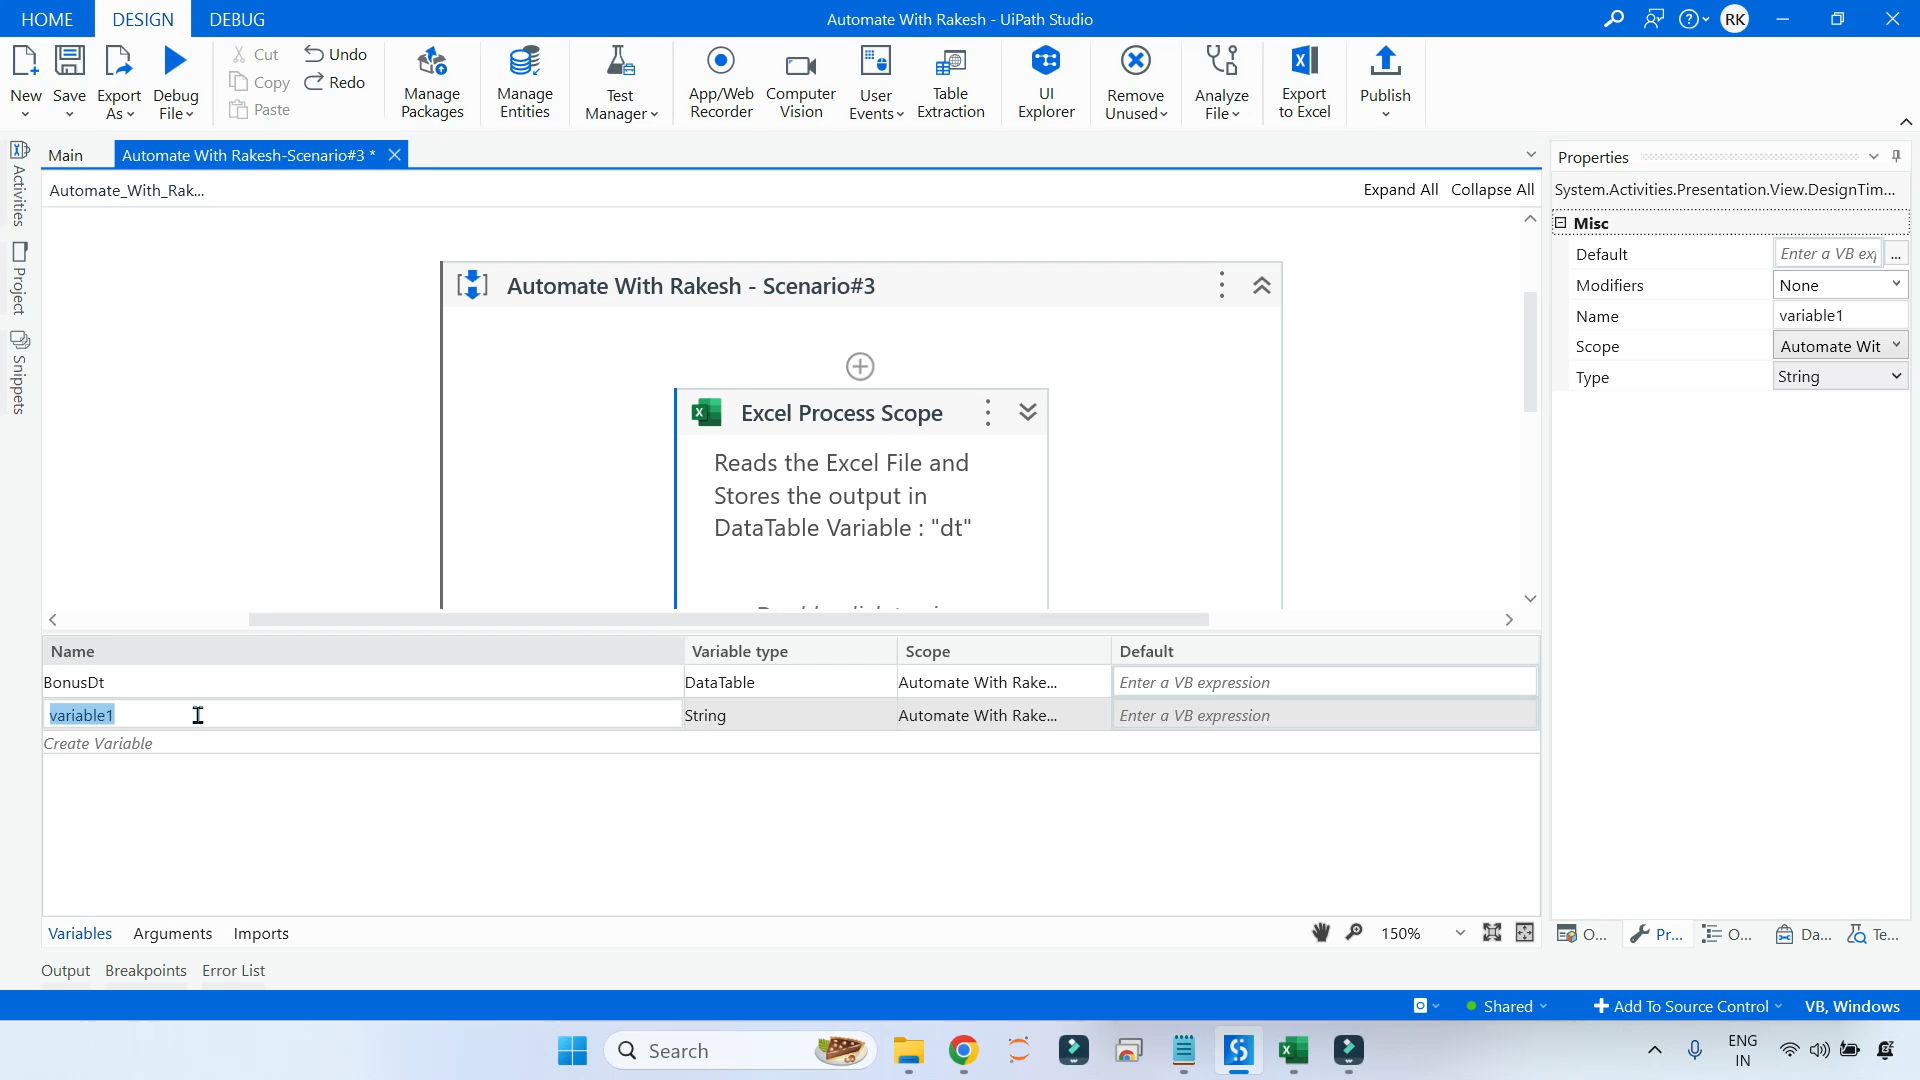 HOME DESIGN DEBUG Automate With Rakesh - UiPath Studio RK
New Save Export As Debug File Cut Copy Paste Undo Redo
Manage Packages
Manage Entities
Test Manager
App/Web Recorder
Computer Vision
User Events
Table Extraction
UI Explorer
Remove Unused
Analyze File
Export to Excel
Publish
Activities
Project
Snippets
Main Automate With Rakesh-Scenario#3 *
Automate_With_Rak... Expand All Collapse All
Automate With Rakesh - Scenario#3
Excel Process Scope
Reads the Excel File and
Stores the output in
DataTable Variable : "dt"
Properties
System.Activities.Presentation.View.DesignTim...
Misc
Default Enter a VB exp ...
Modifiers None
Name variable1
Scope Automate Wit
Type String
Name Variable type Scope Default
BonusDt DataTable Automate With Rake... Enter a VB expression
variable1 String Automate With Rake... Enter a VB expression
Create Variable
Variables Arguments Imports 150% O... Pr... O... Da... Te...
Output Breakpoints Error List
Shared Add To Source Control VB, Windows
Search ENG
IN